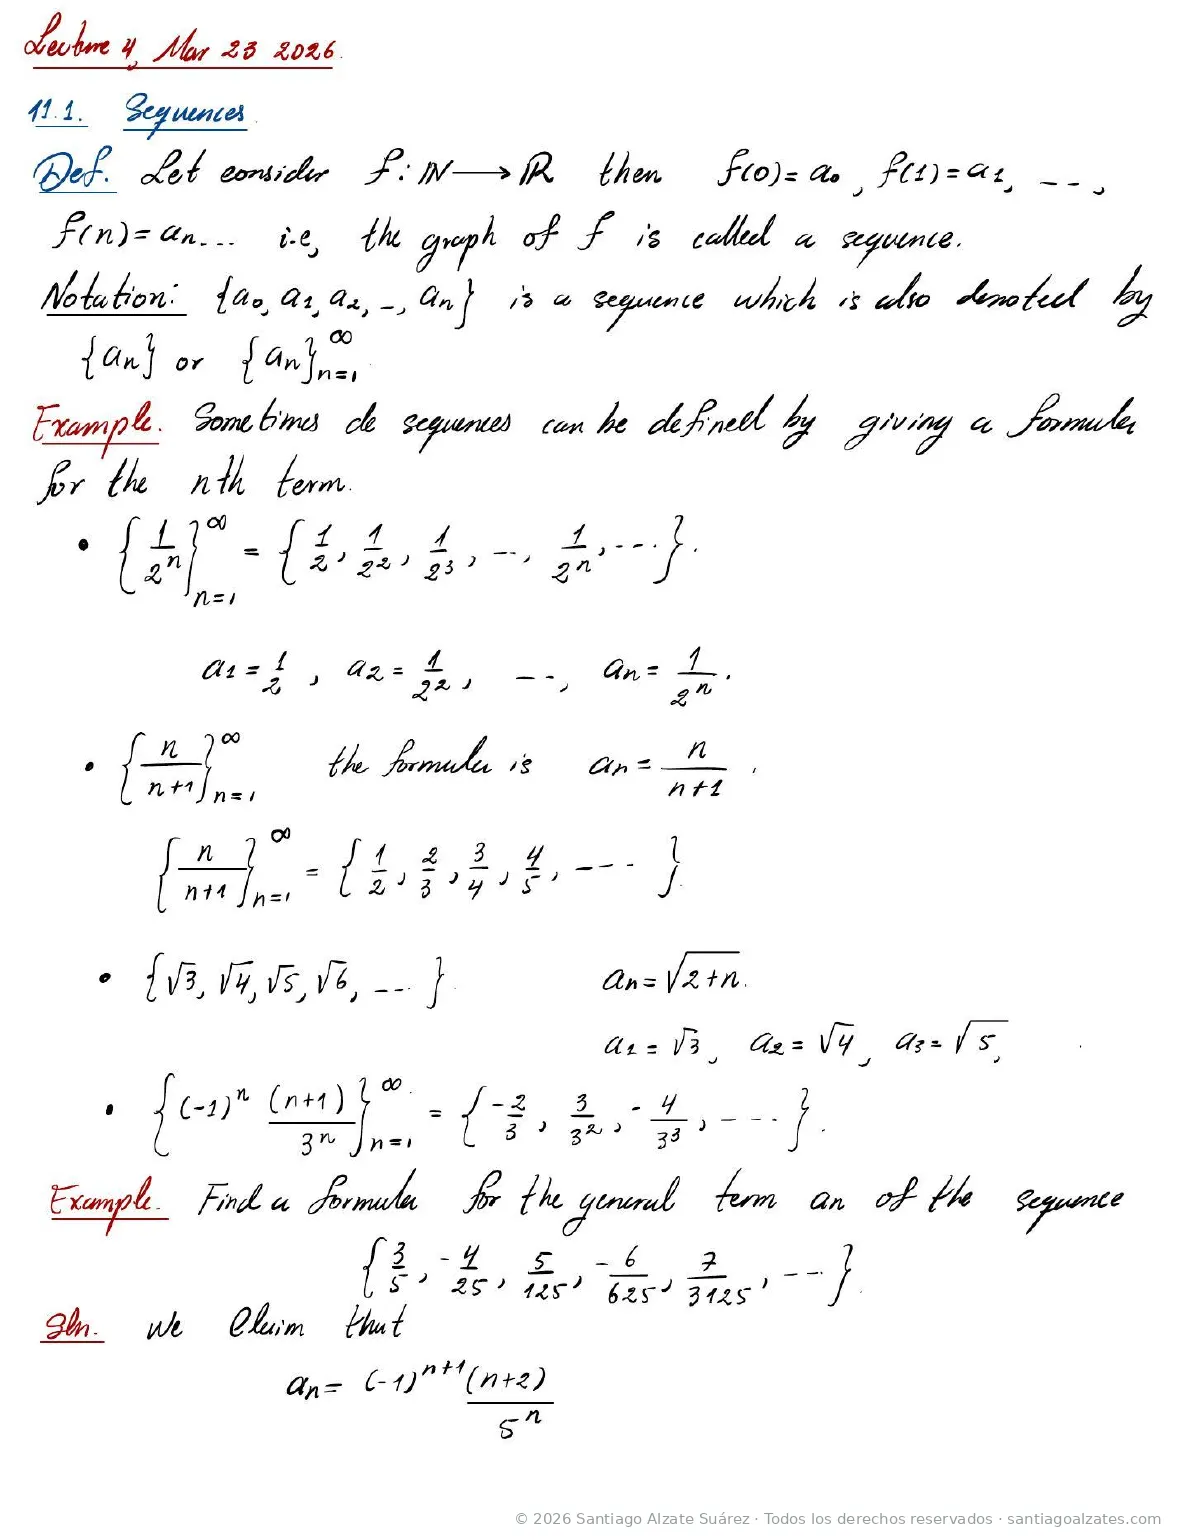 Lecture 4, Mar 23 2026.
11.1. Sequences
Def. Let consider f: ℕ → ℝ then f(0) = a₀, f(1) = a₁, ---,
f(n) = aₙ... i.e, the graph of f is called a sequence.
Notation: {a₀, a₁, a₂, --, aₙ} is a sequence which is also denoted by
{aₙ} or {aₙ}_{n=1}^∞
Example. Sometimes de sequences can be defined by giving a formula
for the nth term.
• {1/2ⁿ}_{n=1}^∞ = {1/2, 1/2², 1/2³, --, 1/2ⁿ, ---}.
a₁ = 1/2, a₂ = 1/2², --, aₙ = 1/2ⁿ.
• {n/(n+1)}_{n=1}^∞ the formula is aₙ = n/(n+1).
{n/(n+1)}_{n=1}^∞ = {1/2, 2/3, 3/4, 4/5, ---}
• {√3, √4, √5, √6, ---}. aₙ = √(2+n).
a₁ = √3, a₂ = √4, a₃ = √5,
• {(-1)ⁿ (n+1)/3ⁿ}_{n=1}^∞ = {-2/3, 3/3², -4/3³, ----}.
Example. Find a formula for the general term an of the sequence
{3/5, -4/25, 5/125, -6/625, 7/3125, ---}.
Sln. We Claim that
aₙ = (-1)ⁿ⁺¹ (n+2)/5ⁿ
© 2026 Santiago Alzate Suárez · Todos los derechos reservados · santiagoalzates.com